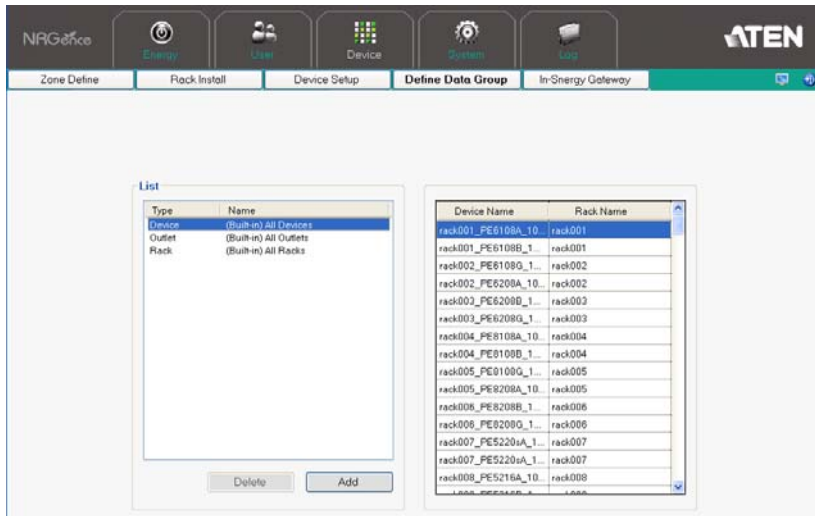 NRGence
Energy
User
Device
System
Log
ATEN
Zone Define
Rack Install
Device Setup
Define Data Group
In-Snergy Gateway
List
Type Name
Device (Built-in) All Devices
Outlet (Built-in) All Outlets
Rack (Built-in) All Racks
Delete
Add
Device Name Rack Name
rack001_PE6108A_10... rack001
rack001_PE6108B_1... rack001
rack002_PE6108G_1... rack002
rack002_PE6208A_10... rack002
rack003_PE6208B_1... rack003
rack003_PE6208G_1... rack003
rack004_PE8108A_10... rack004
rack004_PE8108B_1... rack004
rack005_PE8108G_1... rack005
rack005_PE8208A_10... rack005
rack006_PE8208B_1... rack006
rack006_PE8208G_1... rack006
rack007_PE5220sA_1... rack007
rack007_PE5220sA_1... rack007
rack008_PE5216A_10... rack008